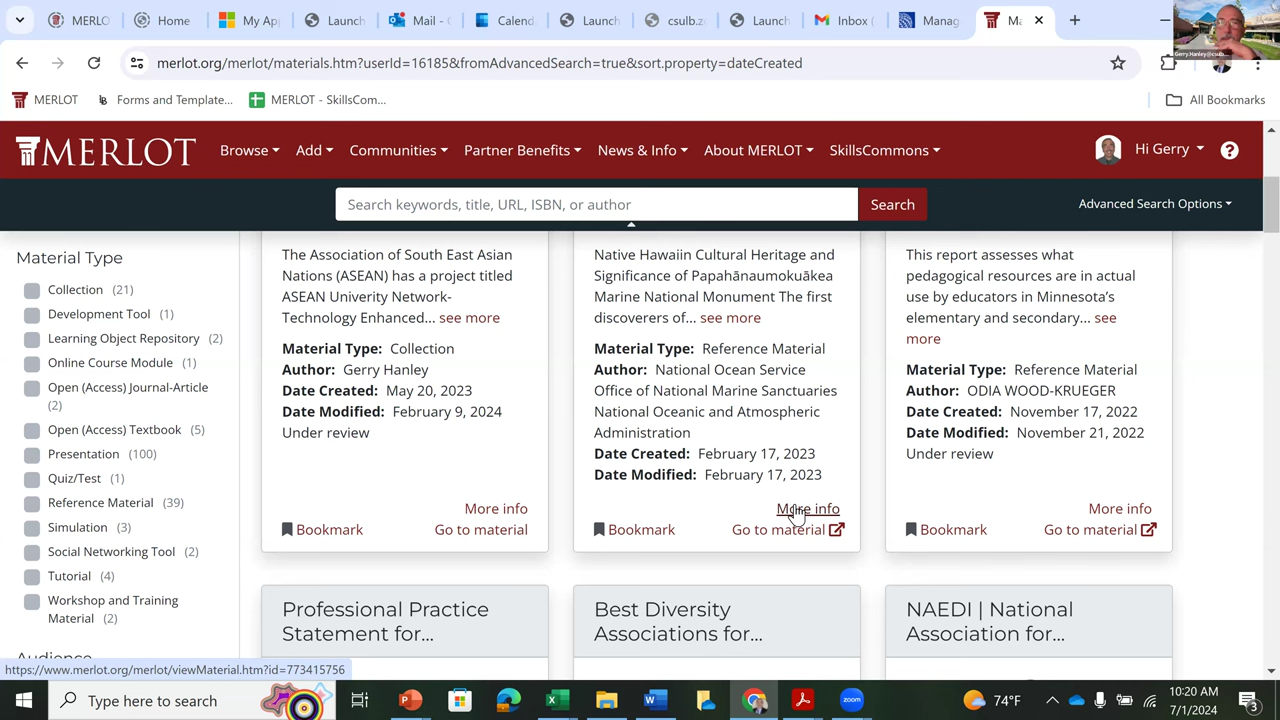 MERLO
Home
My Ap
Launch
Mail -
Calend
Launch
csulb.z
Launch
Inbox (
Manag
Ma
merlot.org/merlot/materials.htm?userId=16185&fromAdvancedSearch=true&sort.property=dateCreated
MERLOT
Forms and Template...
MERLOT - SkillsCom...
All Bookmarks
MERLOT
Browse
Add
Communities
Partner Benefits
News & Info
About MERLOT
SkillsCommons
Hi Gerry
Search keywords, title, URL, ISBN, or author
Search
Advanced Search Options
Material Type
Collection (21)
Development Tool (1)
Learning Object Repository (2)
Online Course Module (1)
Open (Access) Journal-Article
(2)
Open (Access) Textbook (5)
Presentation (100)
Quiz/Test (1)
Reference Material (39)
Simulation (3)
Social Networking Tool (2)
Tutorial (4)
Workshop and Training
Material (2)
The Association of South East Asian
Nations (ASEAN) has a project titled
ASEAN Univerity Network-
Technology Enhanced... see more
Material Type: Collection
Author: Gerry Hanley
Date Created: May 20, 2023
Date Modified: February 9, 2024
Under review
More info
Bookmark
Go to material
Native Hawaiin Cultural Heritage and
Significance of Papahānaumokuākea
Marine National Monument The first
discoverers of... see more
Material Type: Reference Material
Author: National Ocean Service
Office of National Marine Sanctuaries
National Oceanic and Atmospheric
Administration
Date Created: February 17, 2023
Date Modified: February 17, 2023
More info
Bookmark
Go to material
This report assesses what
pedagogical resources are in actual
use by educators in Minnesota's
elementary and secondary... see
more
Material Type: Reference Material
Author: ODIA WOOD-KRUEGER
Date Created: November 17, 2022
Date Modified: November 21, 2022
Under review
More info
Bookmark
Go to material
Professional Practice
Statement for...
Best Diversity
Associations for...
NAEDI | National
Association for...
https://www.merlot.org/merlot/viewMaterial.htm?id=773415756
Type here to search
74°F
10:20 AM
7/1/2024
3